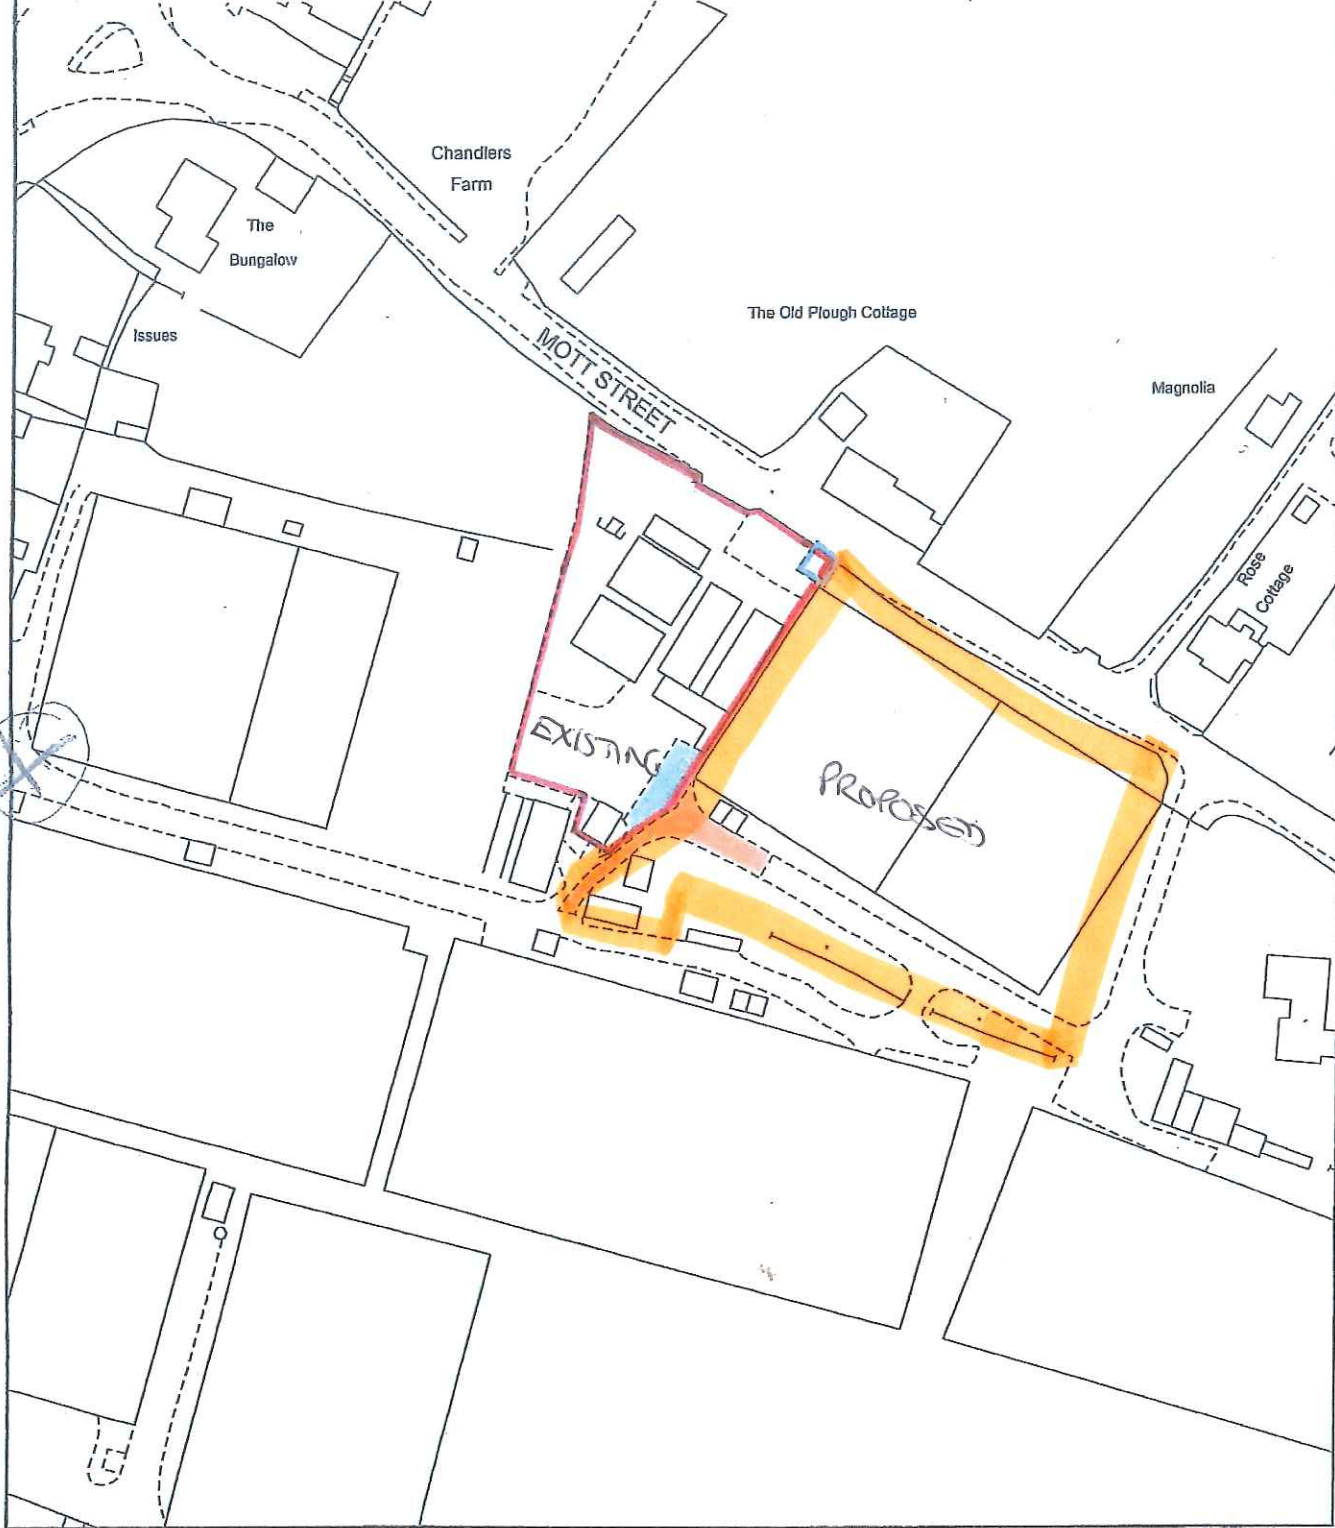 Chandlers
Farm
The
Bungalow
Issues
MOTT STREET
The Old Plough Cottage
Magnolia
Rose
Cottage
EXISTING
PROPOSED